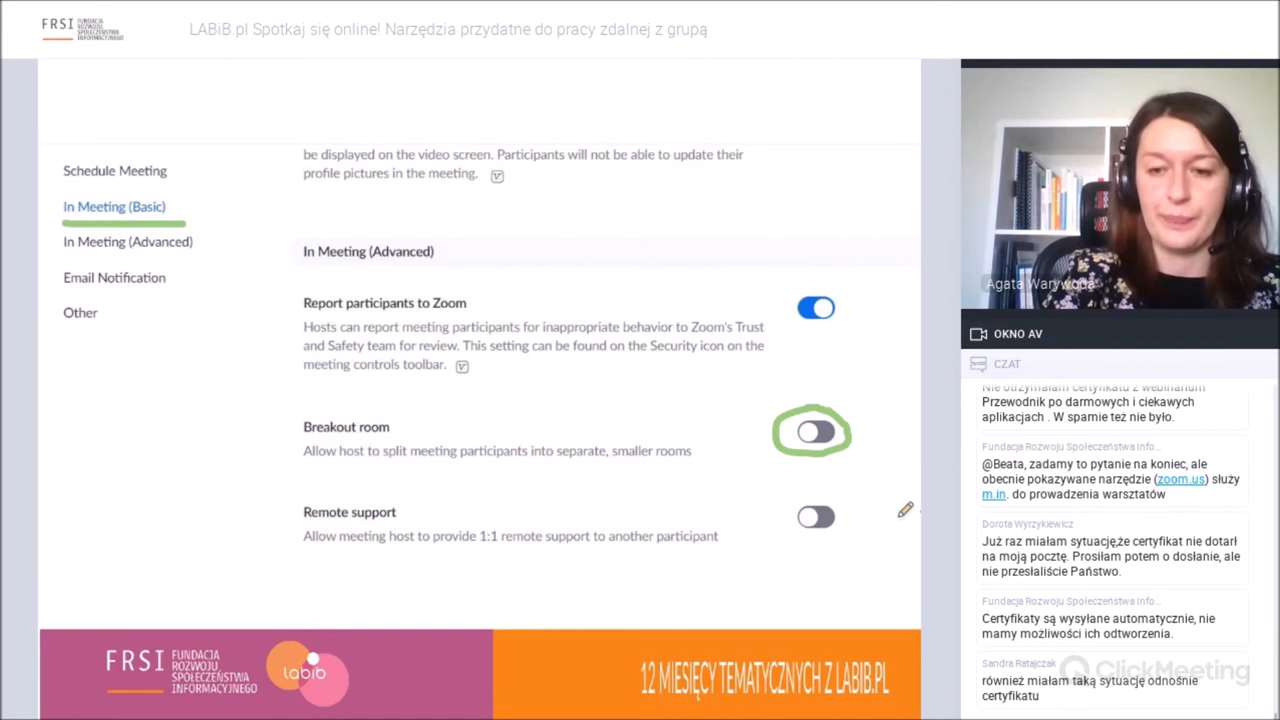 FRSI
FUNDACJA
ROZWOJU
SPOŁECZEŃSTWA
INFORMACYJNEGO
LABiB.pl Spotkaj się online! Narzędzia przydatne do pracy zdalnej z grupą
be displayed on the video screen. Participants will not be able to update their
profile pictures in the meeting.
Schedule Meeting
In Meeting (Basic)
In Meeting (Advanced)
Email Notification
Other
In Meeting (Advanced)
Report participants to Zoom
Hosts can report meeting participants for inappropriate behavior to Zoom's Trust
and Safety team for review. This setting can be found on the Security icon on the
meeting controls toolbar.
Breakout room
Allow host to split meeting participants into separate, smaller rooms
Remote support
Allow meeting host to provide 1:1 remote support to another participant
FRSI
FUNDACJA
ROZWOJU
SPOŁECZEŃSTWA
INFORMACYJNEGO
labib
12 MIESIĘCY TEMATYCZNYCH Z LABIB.PL
Agata Warywoda
OKNO AV
CZAT
Nie otrzymałam certyfikatu z webinarium
Przewodnik po darmowych i ciekawych
aplikacjach . W spamie też nie było.
Fundacja Rozwoju Społeczeństwa Info...
@Beata, zadamy to pytanie na koniec, ale
obecnie pokazywane narzędzie (zoom.us) służy
m.in. do prowadzenia warsztatów
Dorota Wyrzykiewicz
Już raz miałam sytuację,że certyfikat nie dotarł
na moją pocztę. Prosiłam potem o dosłanie, ale
nie przesłaliście Państwo.
Fundacja Rozwoju Społeczeństwa Info...
Certyfikaty są wysyłane automatycznie, nie
mamy możliwości ich odtworzenia.
Sandra Ratajczak
również miałam taką sytuację odnośnie
certyfikatu
ClickMeeting